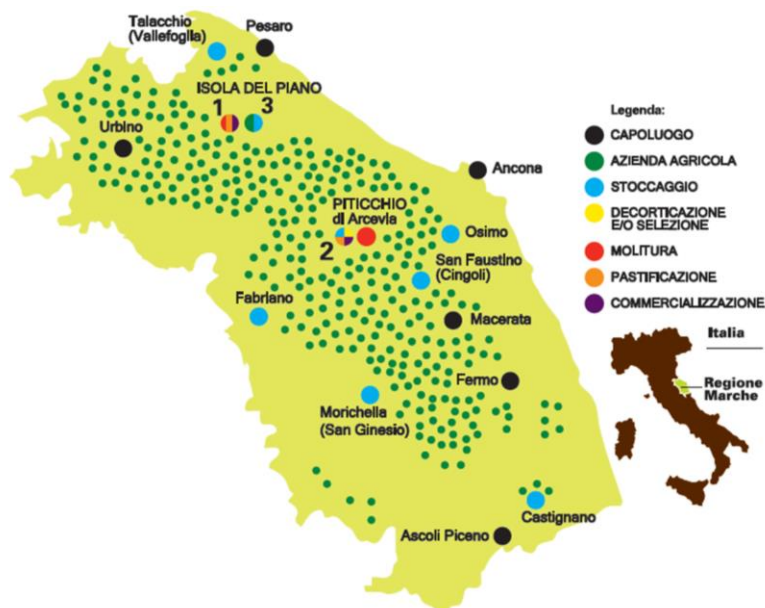 Talacchio
(Vallefoglia)
Pesaro
ISOLA DEL PIANO
1
3
Urbino
Ancona
PITICCHIO
di Arcevia
2
Osimo
San Faustino
(Cingoli)
Fabriano
Macerata
Fermo
Morichella
(San Ginesio)
Castignano
Ascoli Piceno
Legenda:
CAPOLUOGO
AZIENDA AGRICOLA
STOCCAGGIO
DECORTICAZIONE
E/O SELEZIONE
MOLITURA
PASTIFICAZIONE
COMMERCIALIZZAZIONE
Italia
Regione
Marche